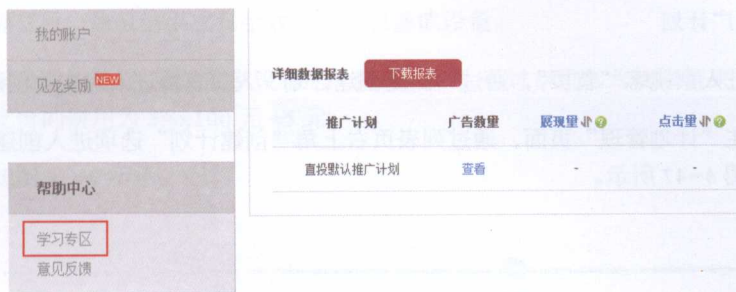 我的账户
见龙奖励 NEW
帮助中心
学习专区
意见反馈
详细数据报表 下载报表
推广计划 广告数量 展现量 点击量
直投默认推广计划 查看 - -